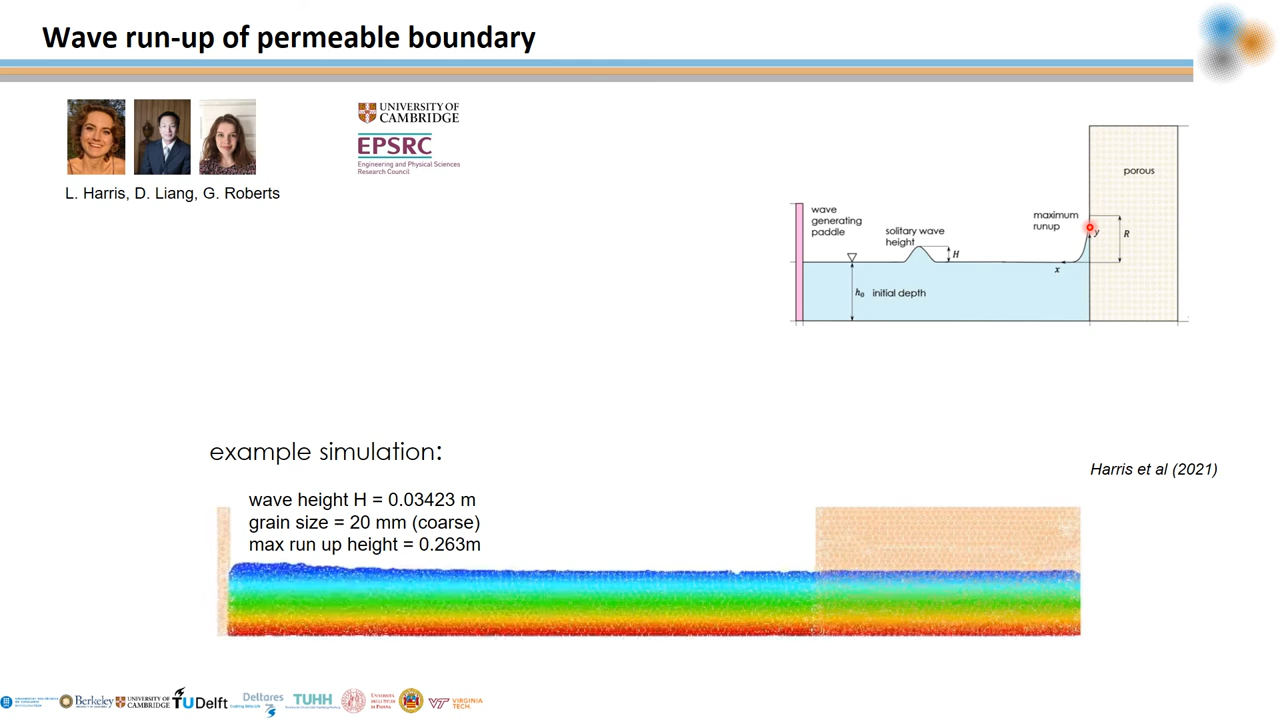 Wave run-up of permeable boundary
UNIVERSITY OF
CAMBRIDGE
EPSRC
Engineering and Physical Sciences
Research Council
L. Harris, D. Liang, G. Roberts
wave
generating
paddle
solitary wave
height
H
maximum
runup
porous
y
R
x
h₀ initial depth
example simulation:
Harris et al (2021)
wave height H = 0.03423 m
grain size = 20 mm (coarse)
max run up height = 0.263m
Berkeley
UNIVERSITY OF
CAMBRIDGE
TUDelft
Deltares
TUHH
VT VIRGINIA
TECH